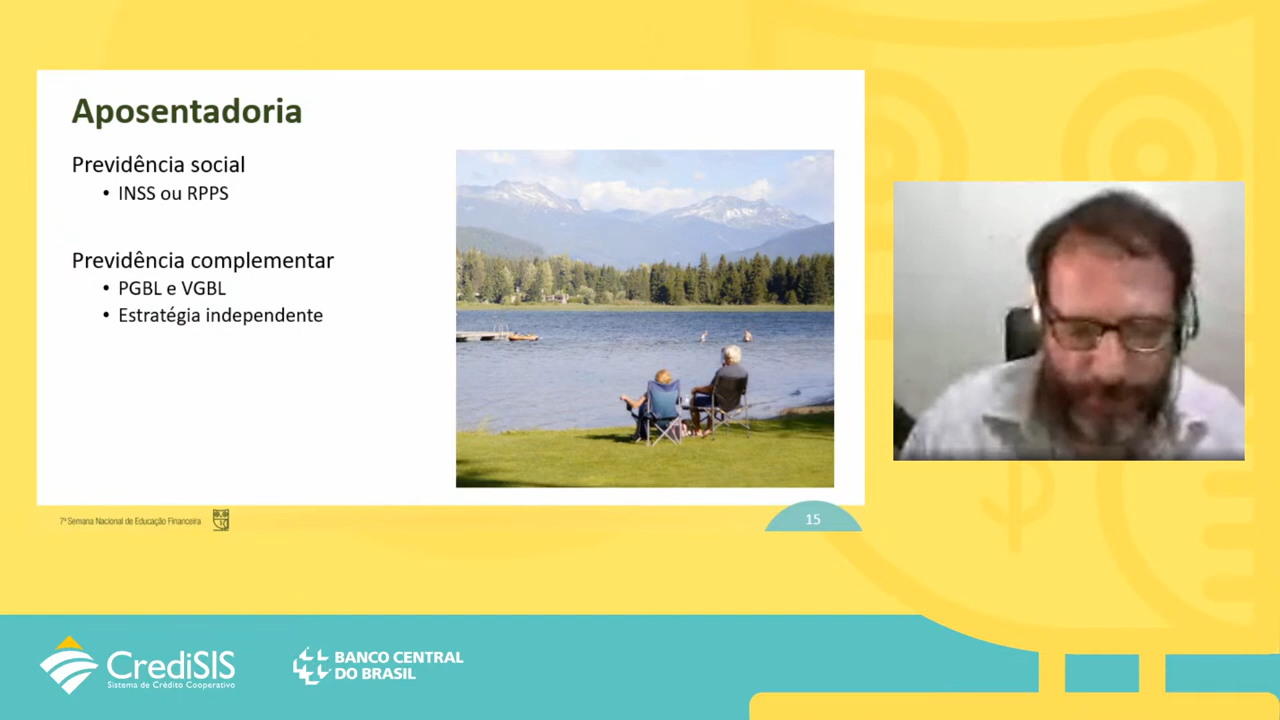 Aposentadoria
Previdência social
• INSS ou RPPS
Previdência complementar
• PGBL e VGBL
• Estratégia independente
7ª Semana Nacional de Educação Financeira
15
CrediSIS
Sistema de Crédito Cooperativo
BANCO CENTRAL
DO BRASIL